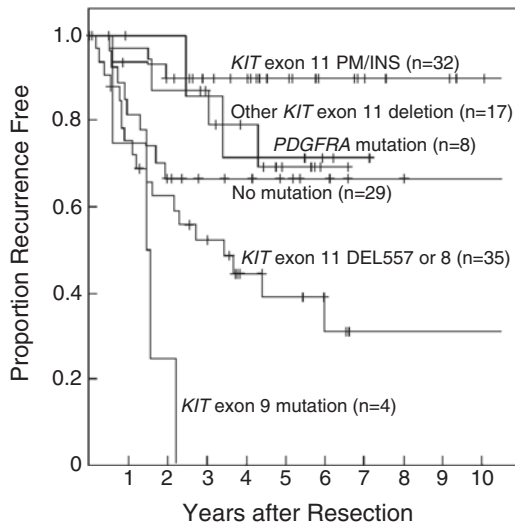 Proportion Recurrence Free
1.0
0.8
0.6
0.4
0.2
0
KIT exon 11 PM/INS (n=32)
Other KIT exon 11 deletion (n=17)
PDGFRA mutation (n=8)
No mutation (n=29)
KIT exon 11 DEL557 or 8 (n=35)
KIT exon 9 mutation (n=4)
1 2 3 4 5 6 7 8 9 10
Years after Resection